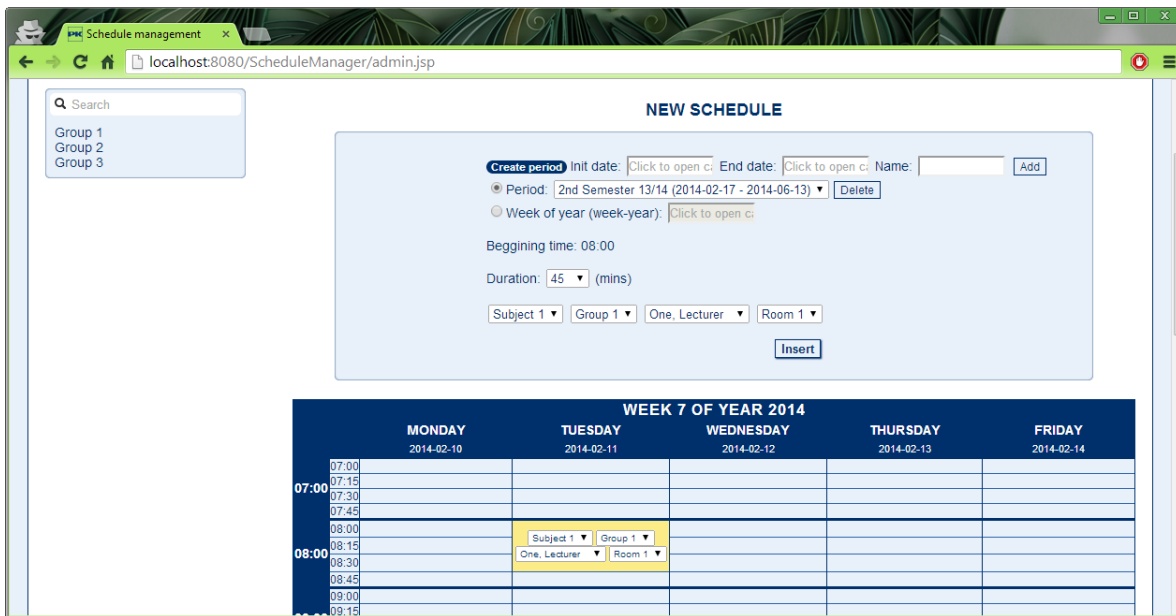 PK Schedule management
localhost:8080/ScheduleManager/admin.jsp
Search
Group 1
Group 2
Group 3
NEW SCHEDULE
Create period Init date: Click to open ca End date: Click to open ca Name: Add
Period: 2nd Semester 13/14 (2014-02-17 - 2014-06-13) Delete
Week of year (week-year): Click to open ca
Beggining time: 08:00
Duration: 45 (mins)
Subject 1 Group 1 One, Lecturer Room 1
Insert
WEEK 7 OF YEAR 2014
MONDAY TUESDAY WEDNESDAY THURSDAY FRIDAY
2014-02-10 2014-02-11 2014-02-12 2014-02-13 2014-02-14
07:00
07:00
07:15
07:30
07:45
08:00
08:00
08:15
08:30
08:45
Subject 1 Group 1
One, Lecturer Room 1
09:00
09:15